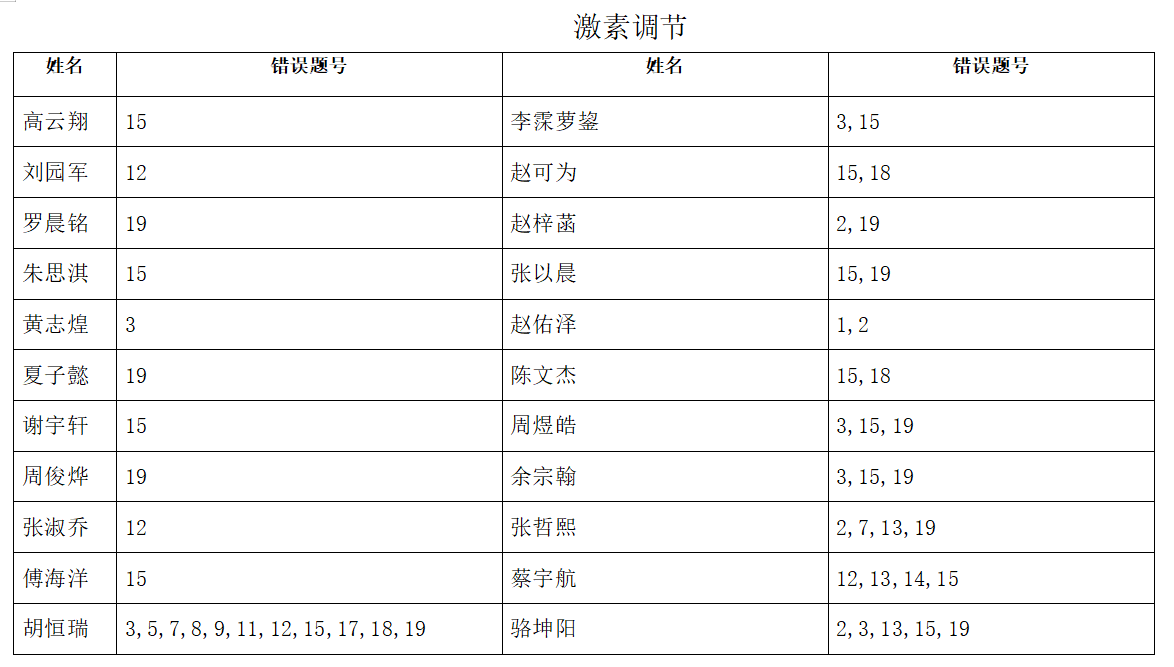 激素调节
姓名 错误题号 姓名 错误题号
高云翔 15 李霂萝鋆 3,15
刘园军 12 赵可为 15,18
罗晨铭 19 赵梓菡 2,19
朱思淇 15 张以晨 15,19
黄志煌 3 赵佑泽 1,2
夏子懿 19 陈文杰 15,18
谢宇轩 15 周煜皓 3,15,19
周俊烨 19 余宗翰 3,15,19
张淑乔 12 张哲熙 2,7,13,19
傅海洋 15 蔡宇航 12,13,14,15
胡恒瑞 3,5,7,8,9,11,12,15,17,18,19 骆坤阳 2,3,13,15,19